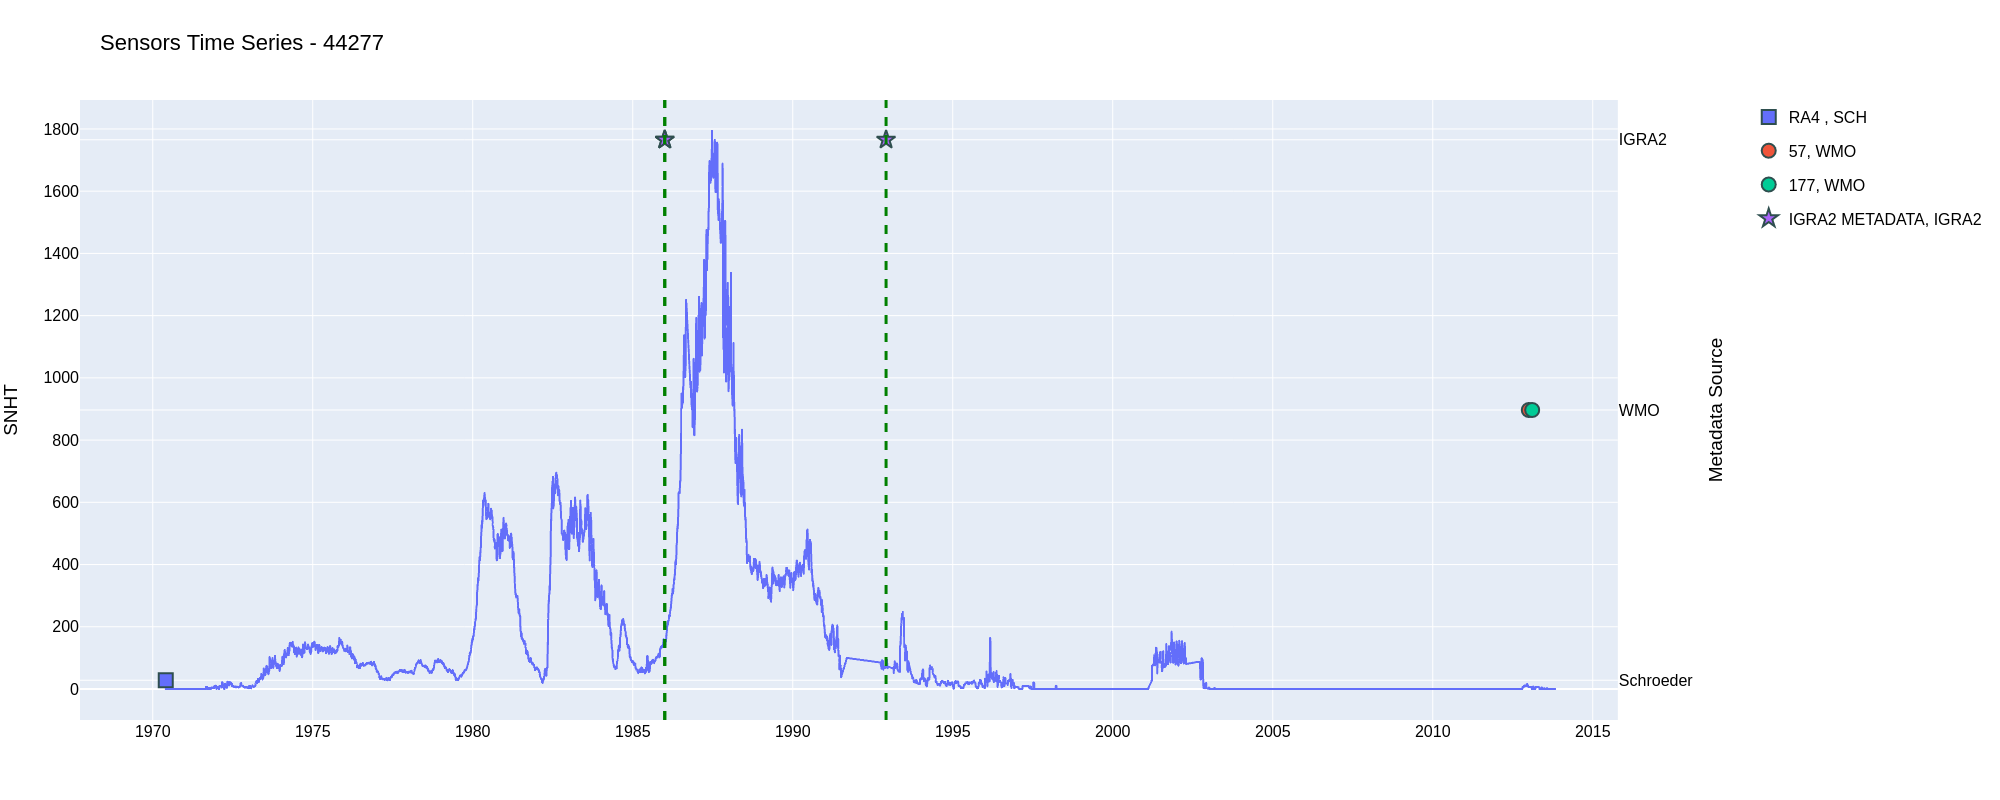 Sensors Time Series - 44277
SNHT
1800
1600
1400
1200
1000
800
600
400
200
0
1970
1975
1980
1985
1990
1995
2000
2005
2010
2015
IGRA2
WMO
Schroeder
Metadata Source
RA4 , SCH
57, WMO
177, WMO
IGRA2 METADATA, IGRA2